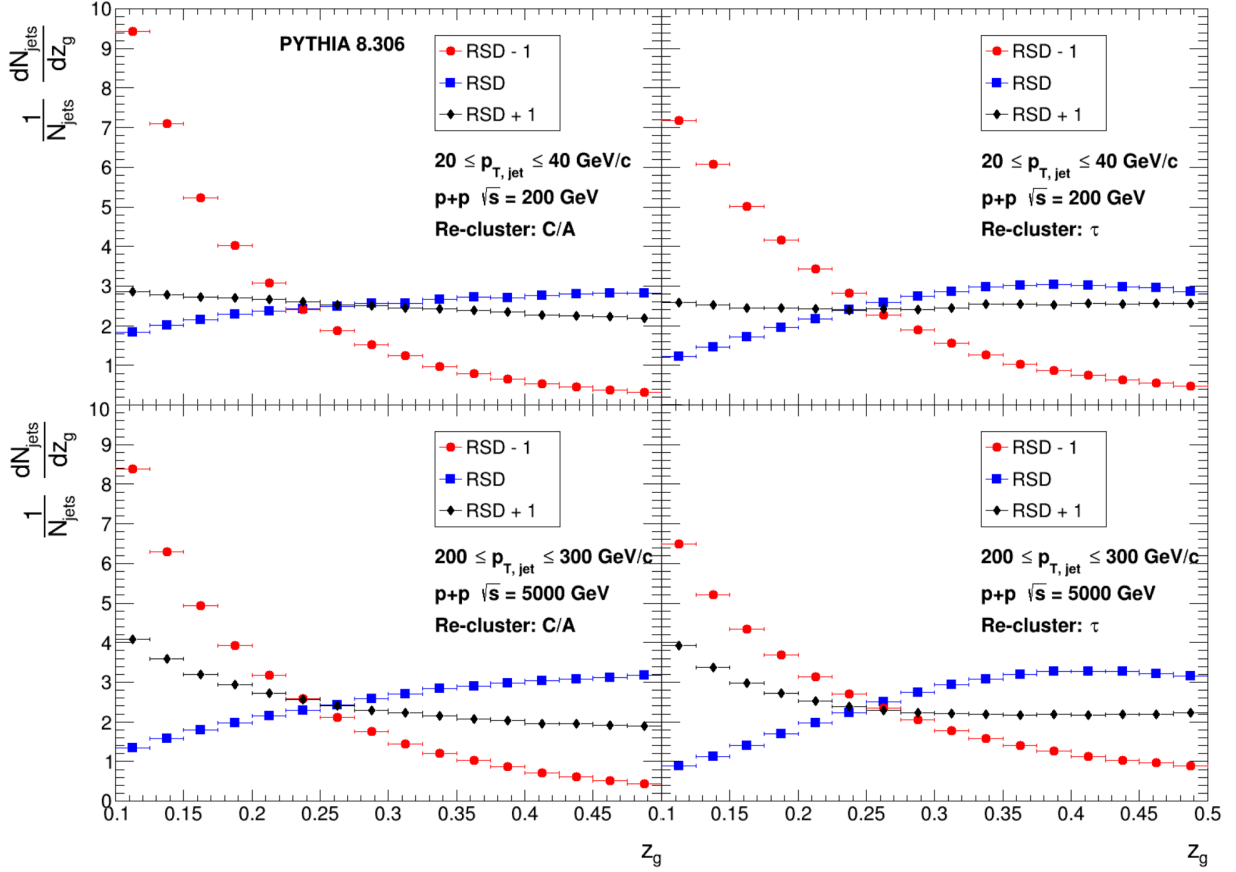 1/N_jets dN_jets/dz_g
10
9
8
7
6
5
4
3
2
1
PYTHIA 8.306
RSD - 1
RSD
RSD + 1
20 ≤ p_T, jet ≤ 40 GeV/c
p+p √s = 200 GeV
Re-cluster: C/A
RSD - 1
RSD
RSD + 1
20 ≤ p_T, jet ≤ 40 GeV/c
p+p √s = 200 GeV
Re-cluster: τ
1/N_jets dN_jets/dz_g
10
9
8
7
6
5
4
3
2
1
0
RSD - 1
RSD
RSD + 1
200 ≤ p_T, jet ≤ 300 GeV/c
p+p √s = 5000 GeV
Re-cluster: C/A
0.1 0.15 0.2 0.25 0.3 0.35 0.4 0.45
z_g
RSD - 1
RSD
RSD + 1
200 ≤ p_T, jet ≤ 300 GeV/c
p+p √s = 5000 GeV
Re-cluster: τ
0.1 0.15 0.2 0.25 0.3 0.35 0.4 0.45 0.5
z_g